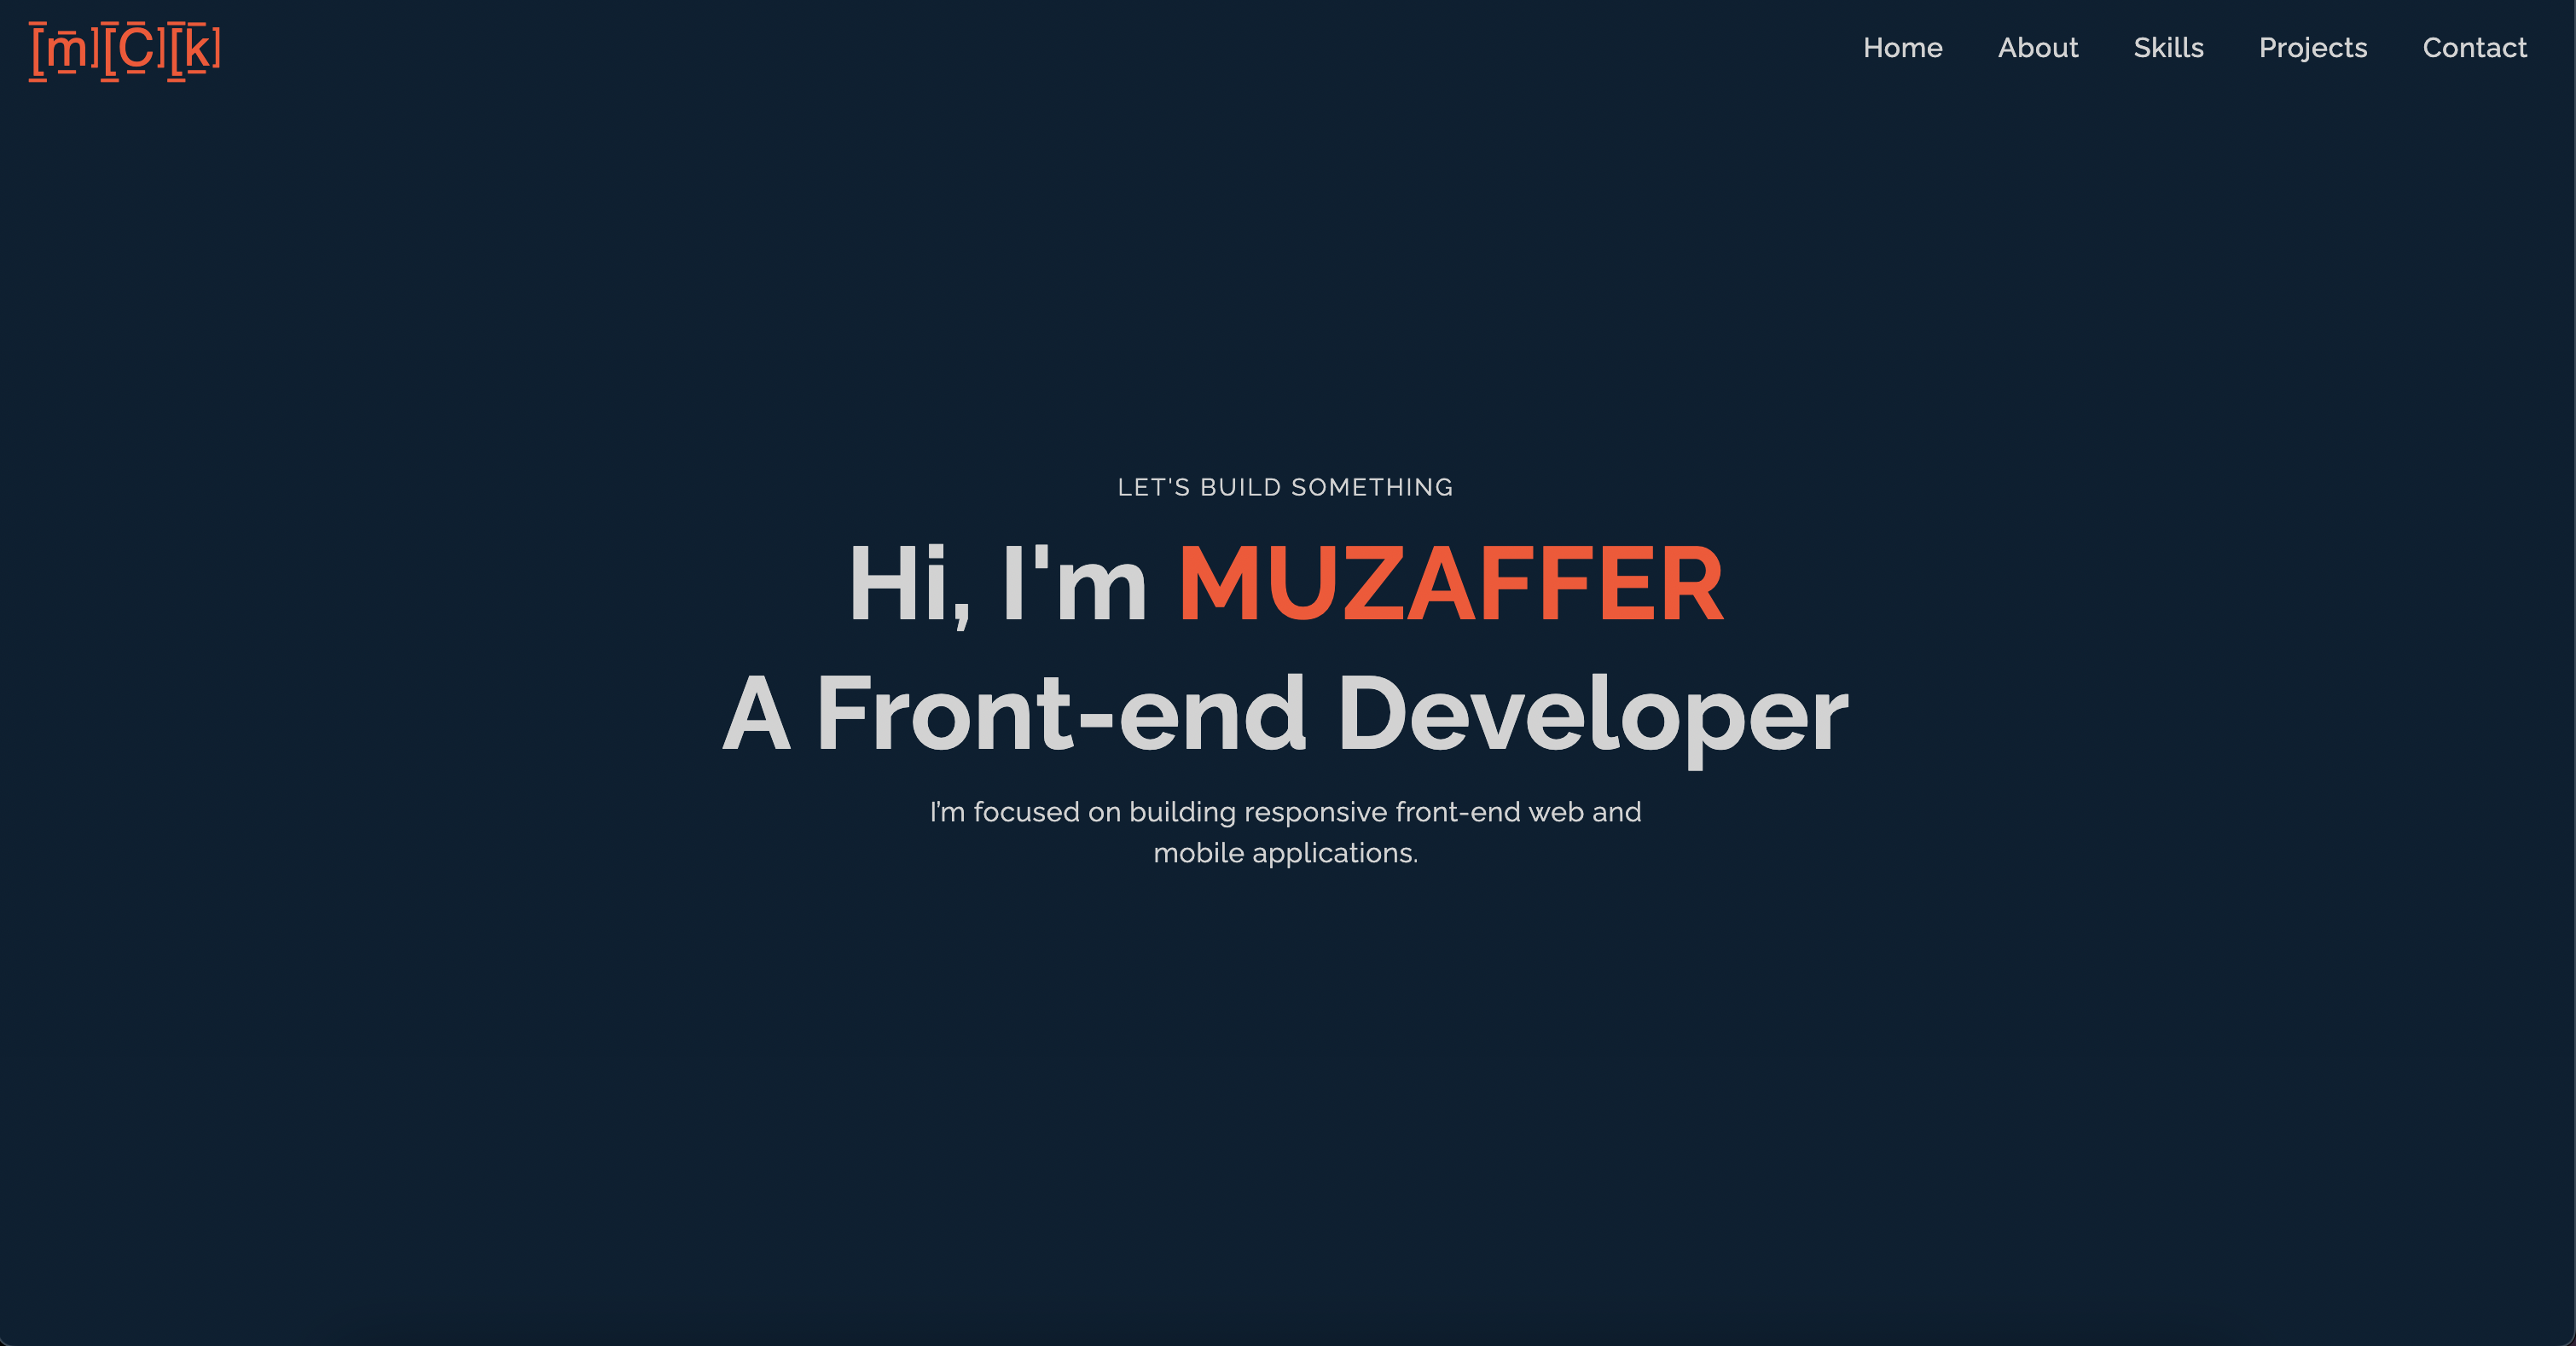 [m][C][k]
Home About Skills Projects Contact
LET'S BUILD SOMETHING
Hi, I'm MUZAFFER
A Front-end Developer
I'm focused on building responsive front-end web and
mobile applications.